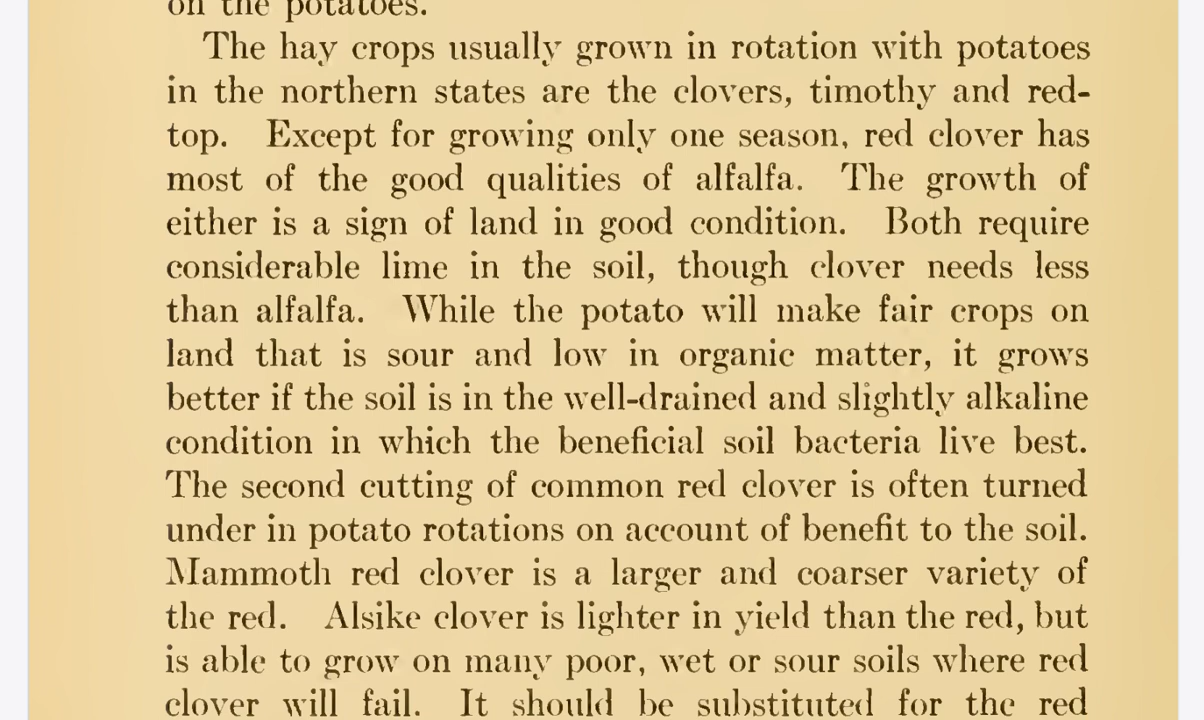 on the potatoes.
The hay crops usually grown in rotation with potatoes
in the northern states are the clovers, timothy and red-
top. Except for growing only one season, red clover has
most of the good qualities of alfalfa. The growth of
either is a sign of land in good condition. Both require
considerable lime in the soil, though clover needs less
than alfalfa. While the potato will make fair crops on
land that is sour and low in organic matter, it grows
better if the soil is in the well-drained and slightly alkaline
condition in which the beneficial soil bacteria live best.
The second cutting of common red clover is often turned
under in potato rotations on account of benefit to the soil.
Mammoth red clover is a larger and coarser variety of
the red. Alsike clover is lighter in yield than the red, but
is able to grow on many poor, wet or sour soils where red
clover will fail. It should be substituted for the red